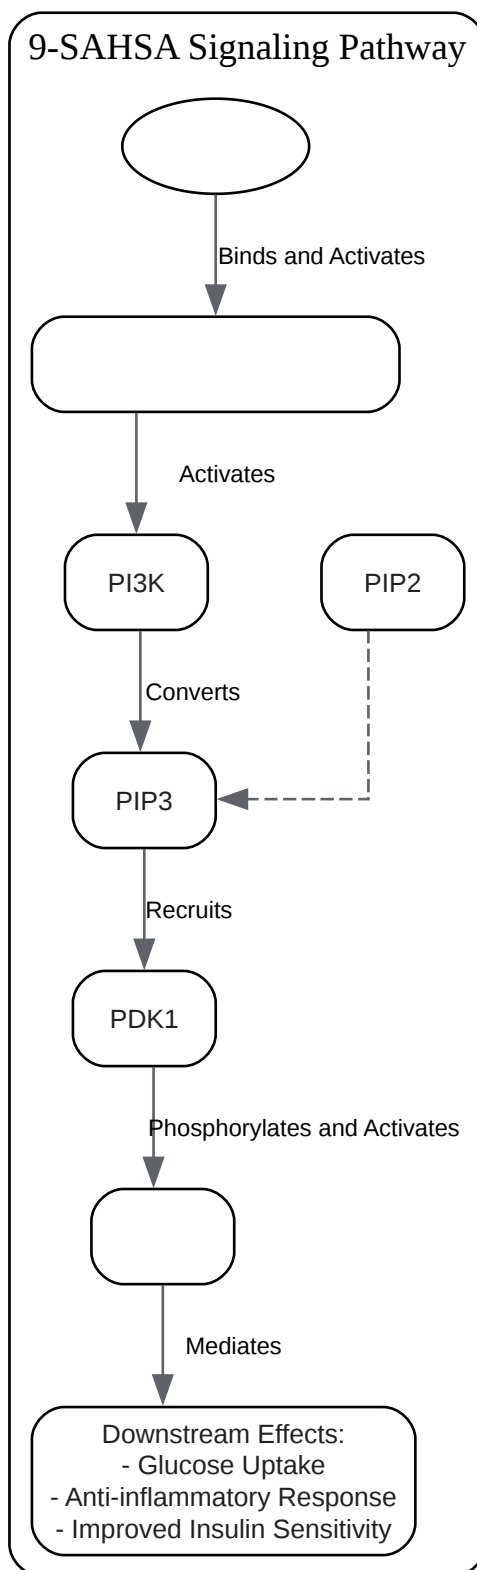 9-SAHSA Signaling Pathway
Binds and Activates
Activates
PI3K
PIP2
Converts
PIP3
Recruits
PDK1
Phosphorylates and Activates
Mediates
Downstream Effects:
- Glucose Uptake
- Anti-inflammatory Response
- Improved Insulin Sensitivity